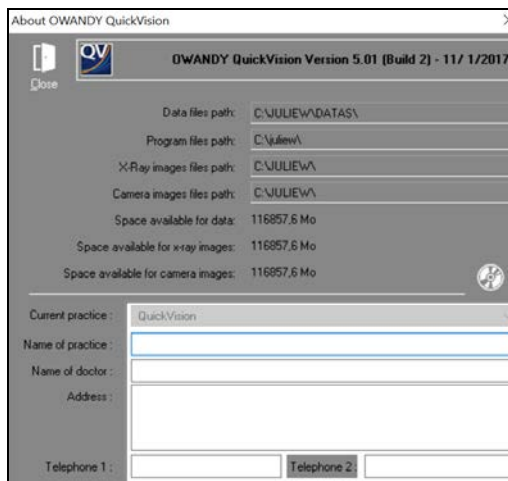 About OWANDY QuickVision
QV
OWANDY QuickVision Version 5.01 (Build 2) - 11/ 1/2017
Close
Data files path: C:\JULIEW\DATAS\
Program files path: C:\juliew\
X-Ray images files path: C:\JULIEW\
Camera images files path: C:\JULIEW\
Space available for data: 116857,6 Mo
Space available for x-ray images: 116857,6 Mo
Space available for camera images: 116857,6 Mo
Current practice : QuickVision
Name of practice :
Name of doctor :
Address :
Telephone 1 : Telephone 2 :